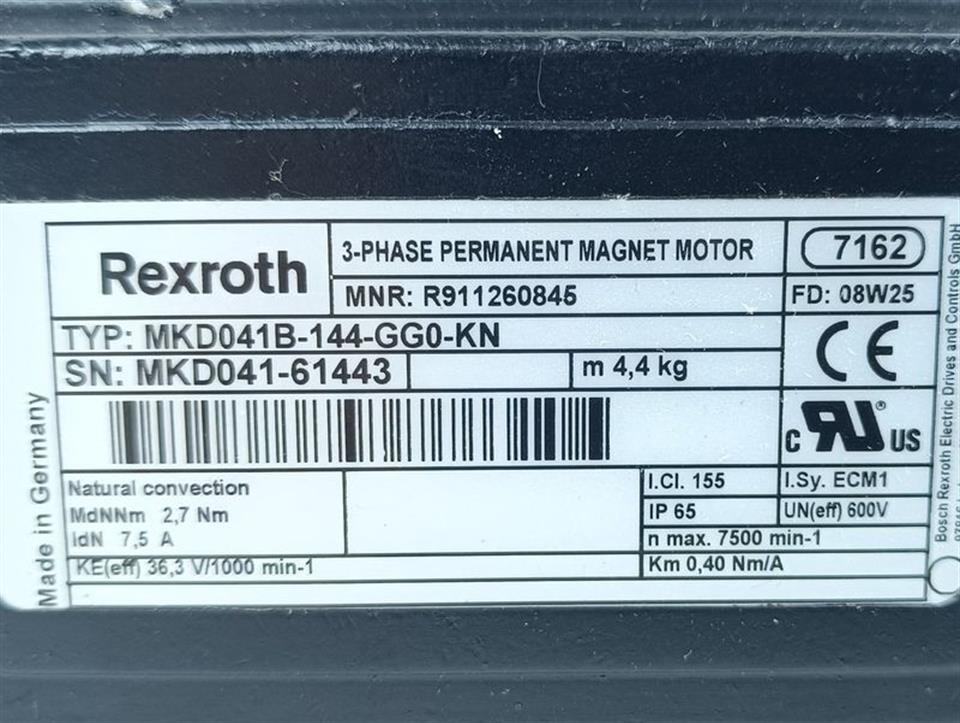 Rexroth
3-PHASE PERMANENT MAGNET MOTOR
7162
MNR: R911260845
FD: 08W25
TYP: MKD041B-144-GG0-KN
SN: MKD041-61443
m 4,4 kg
CE
c RU ® US
Natural convection
MdNNm 2,7 Nm
IdN 7,5 A
I.Cl. 155
I.Sy. ECM1
IP 65
UN(eff) 600V
n max. 7500 min-1
KE(eff) 36,3 V/1000 min-1
Km 0,40 Nm/A
Made in Germany
Bosch Rexroth Electric Drives and Controls GmbH